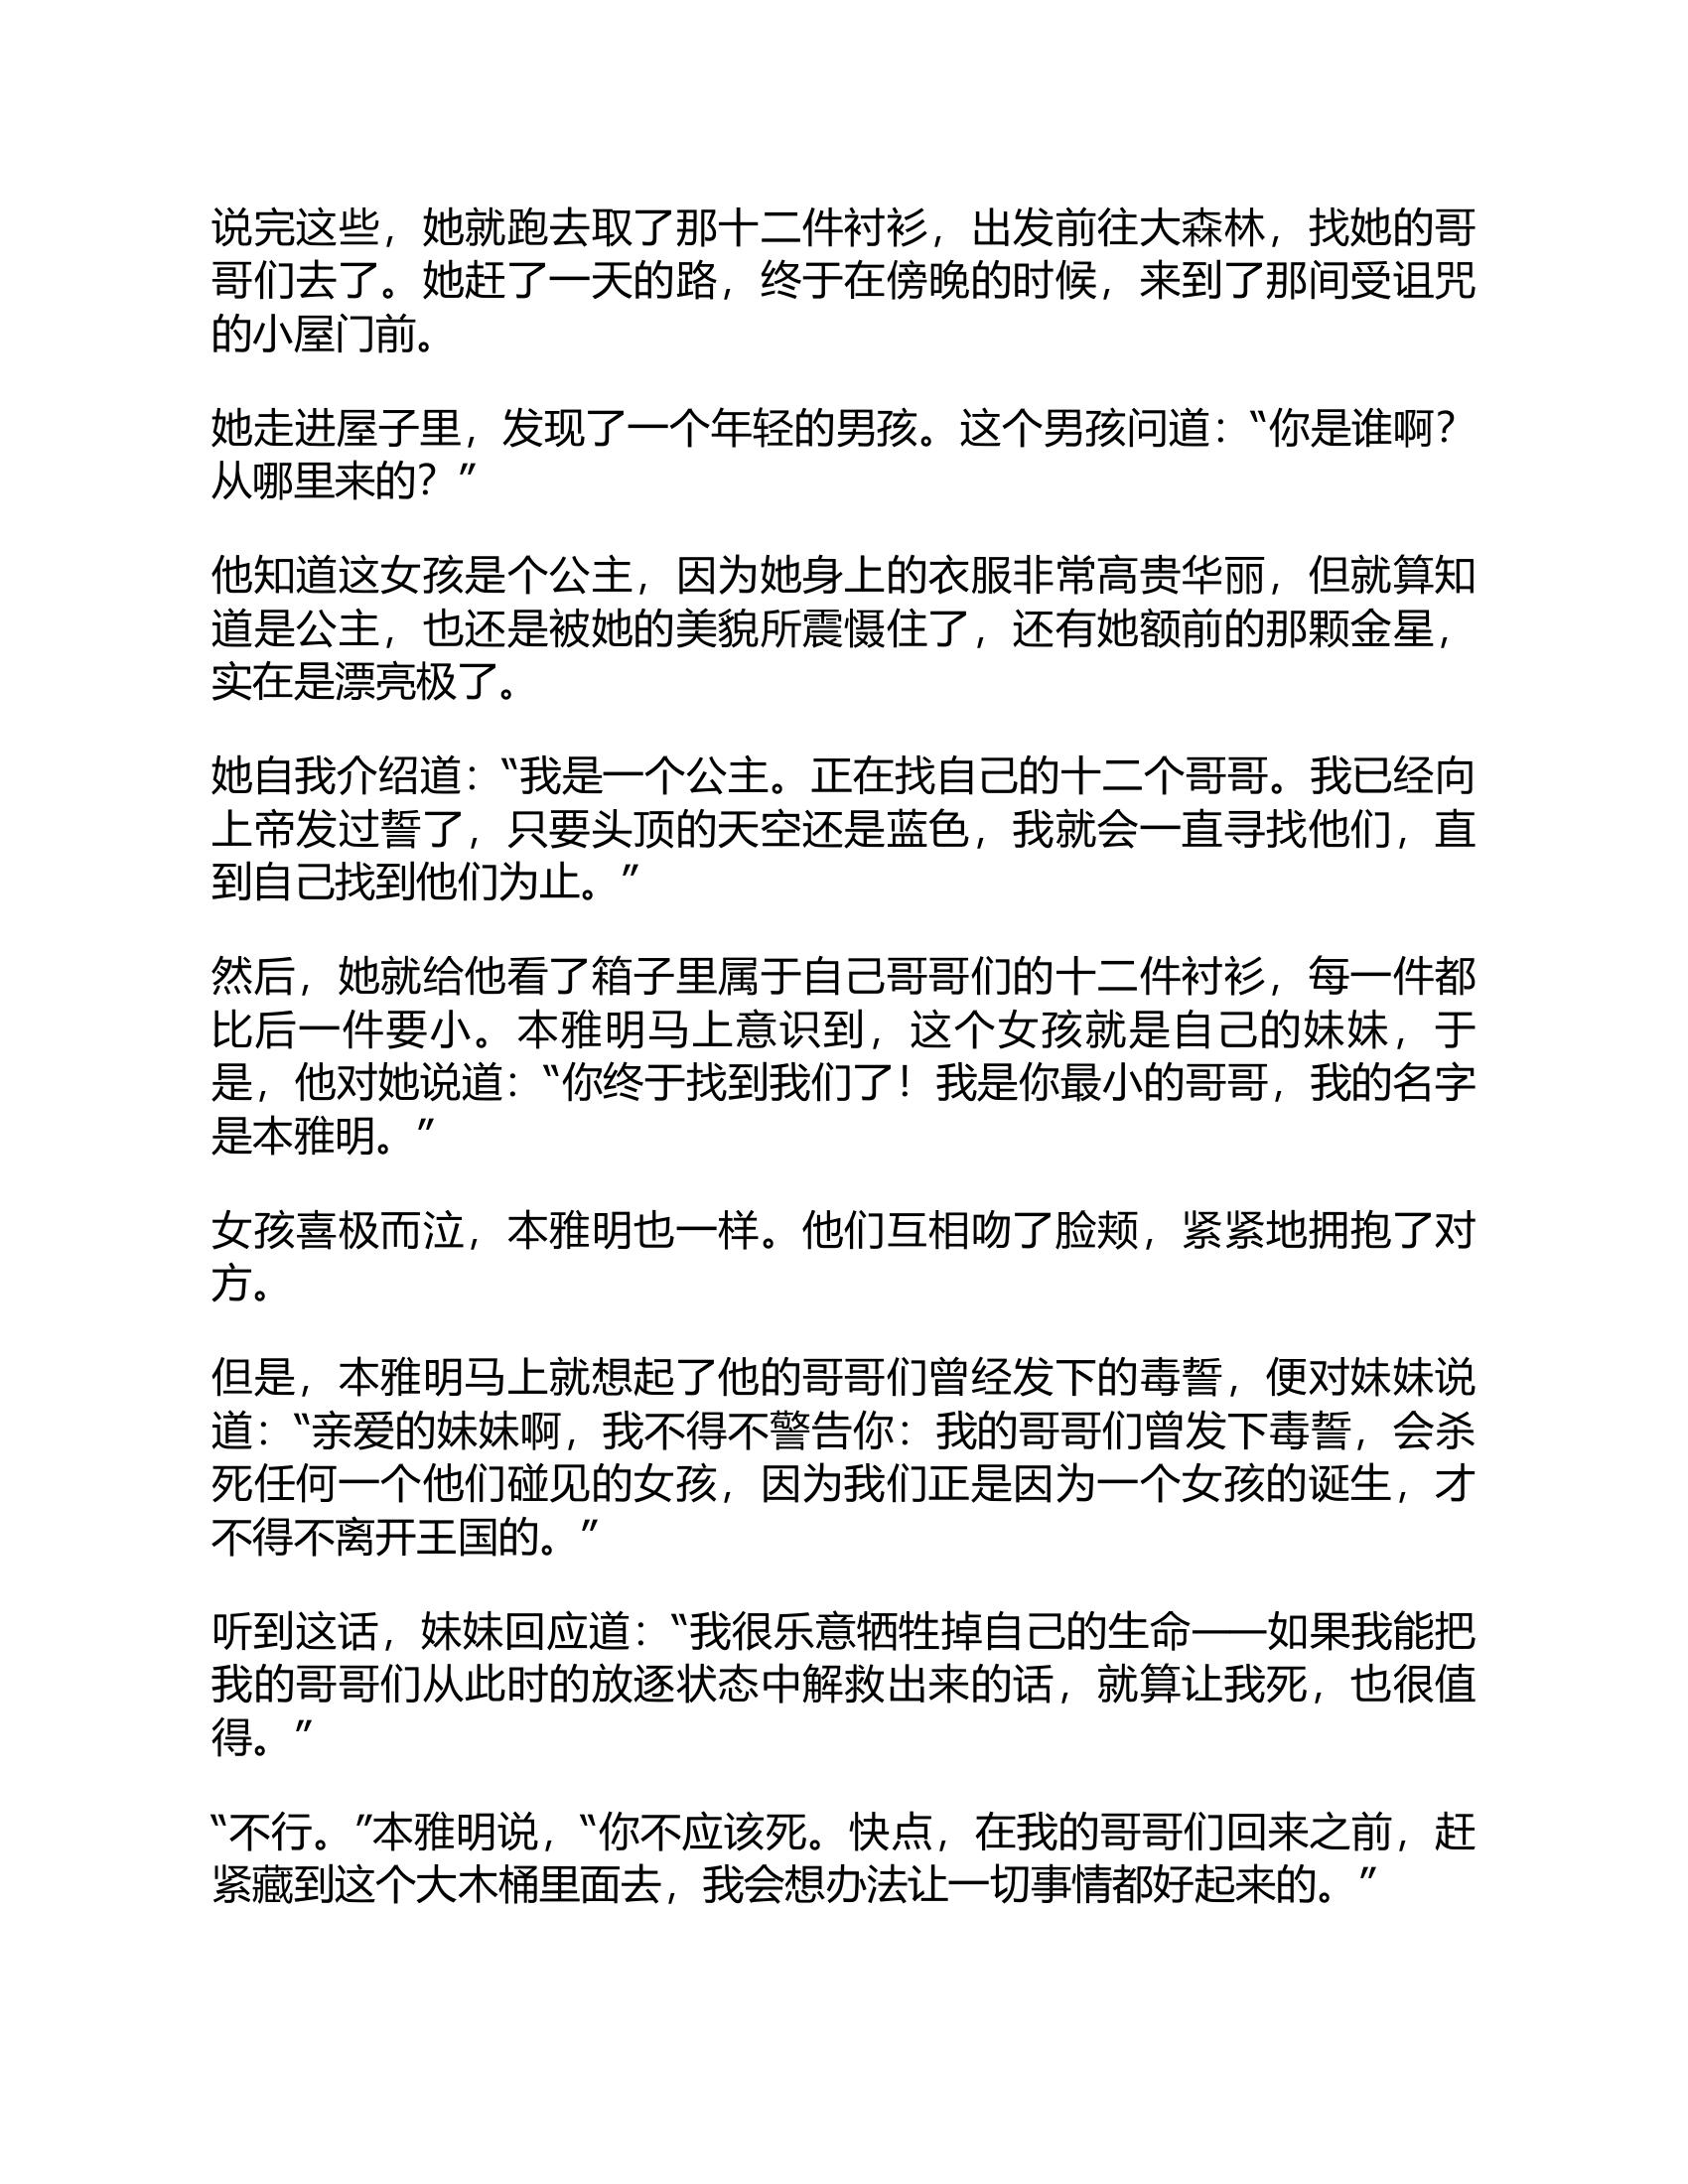 说完这些，她就跑去取了那十二件衬衫，出发前往大森林，找她的哥
哥们去了。她赶了一天的路，终于在傍晚的时候，来到了那间受诅咒
的小屋门前。
她走进屋子里，发现了一个年轻的男孩。这个男孩问道：“你是谁啊？
从哪里来的？”
他知道这女孩是个公主，因为她身上的衣服非常高贵华丽，但就算知
道是公主，也还是被她的美貌所震慑住了，还有她额前的那颗金星，
实在是漂亮极了。
她自我介绍道：“我是一个公主。正在找自己的十二个哥哥。我已经向
上帝发过誓了，只要头顶的天空还是蓝色，我就会一直寻找他们，直
到自己找到他们为止。”
然后，她就给他看了箱子里属于自己哥哥们的十二件衬衫，每一件都
比后一件要小。本雅明马上意识到，这个女孩就是自己的妹妹，于
是，他对她说道：“你终于找到我们了！我是你最小的哥哥，我的名字
是本雅明。”
女孩喜极而泣，本雅明也一样。他们互相吻了脸颊，紧紧地拥抱了对
方。
但是，本雅明马上就想起了他的哥哥们曾经发下的毒誓，便对妹妹说
道：“亲爱的妹妹啊，我不得不警告你：我的哥哥们曾发下毒誓，会杀
死任何一个他们碰见的女孩，因为我们正是因为一个女孩的诞生，才
不得不离开王国的。”
听到这话，妹妹回应道：“我很乐意牺牲掉自己的生命——如果我能把
我的哥哥们从此时的放逐状态中解救出来的话，就算让我死，也很值
得。”
“不行。”本雅明说，“你不应该死。快点，在我的哥哥们回来之前，赶
紧藏到这个大木桶里面去，我会想办法让一切事情都好起来的。”